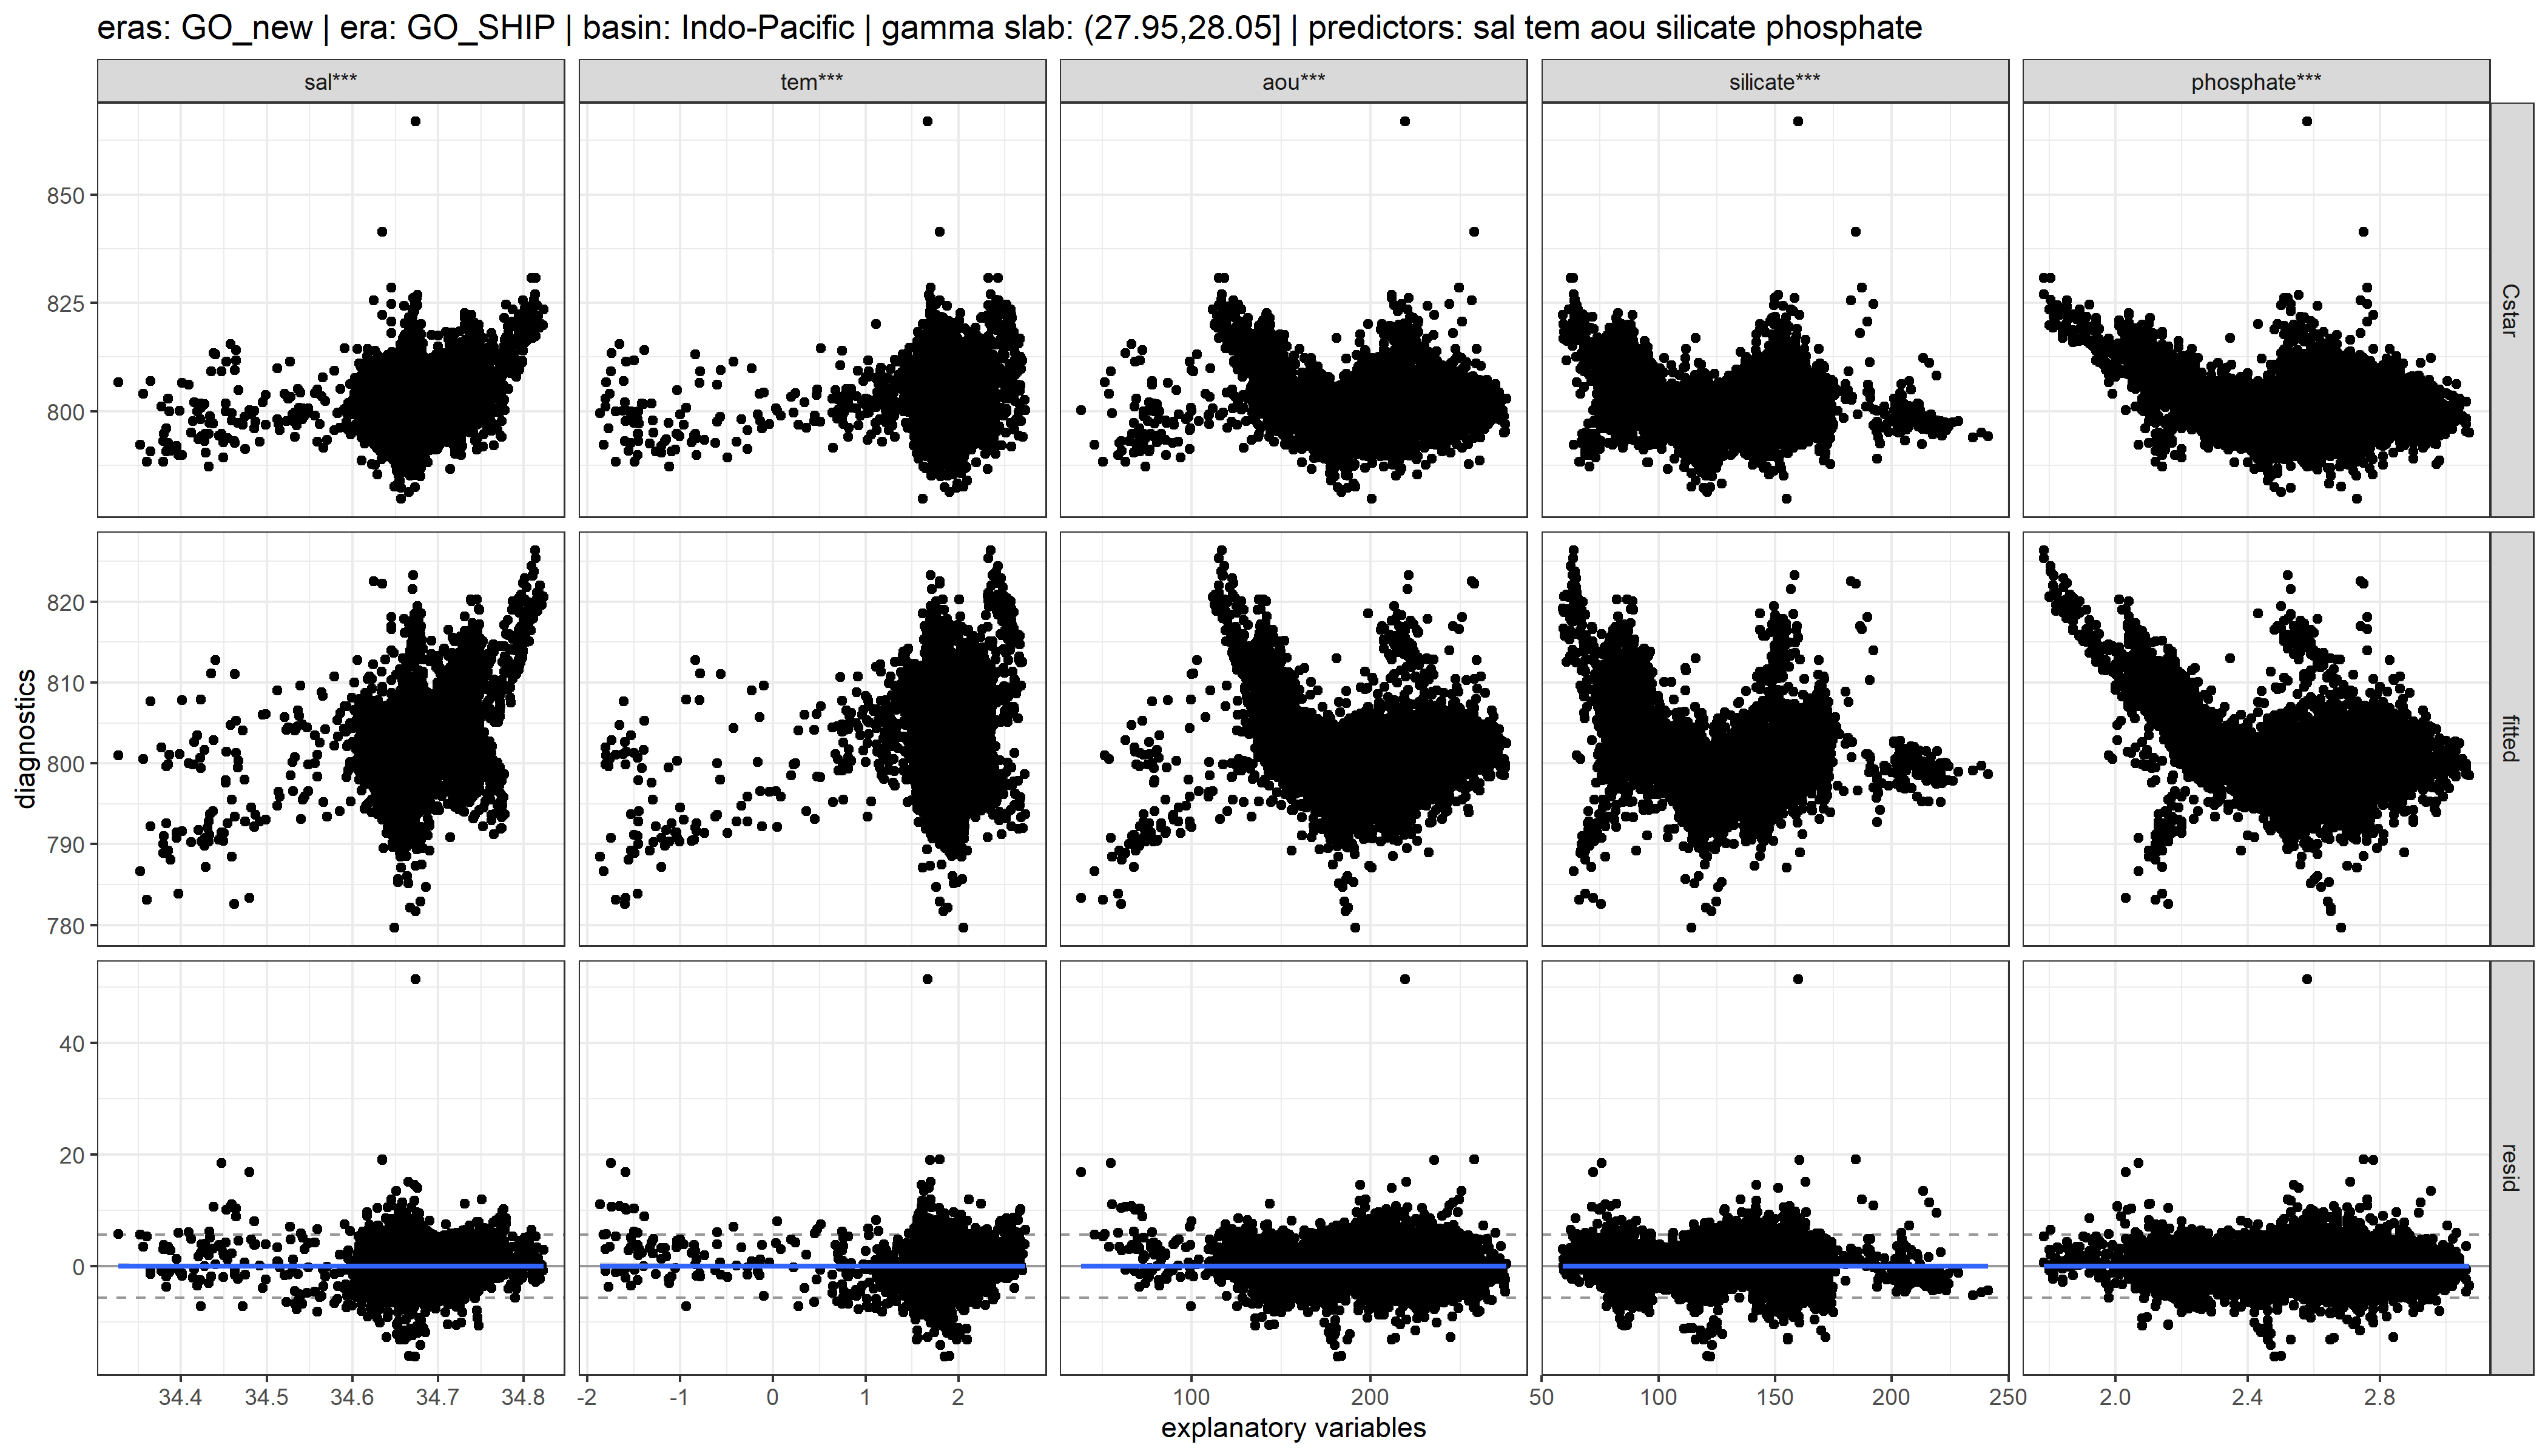 eras: GO_new | era: GO_SHIP | basin: Indo-Pacific | gamma slab: (27.95,28.05] | predictors: sal tem aou silicate phosphate
sal*** tem*** aou*** silicate*** phosphate***
850
825
800
Cstar
820
810
800
790
780
fitted
diagnostics
40
20
0
resid
34.4 34.5 34.6 34.7 34.8 -2 -1 0 1 2 100 200 50 100 150 200 250 2.0 2.4 2.8
explanatory variables